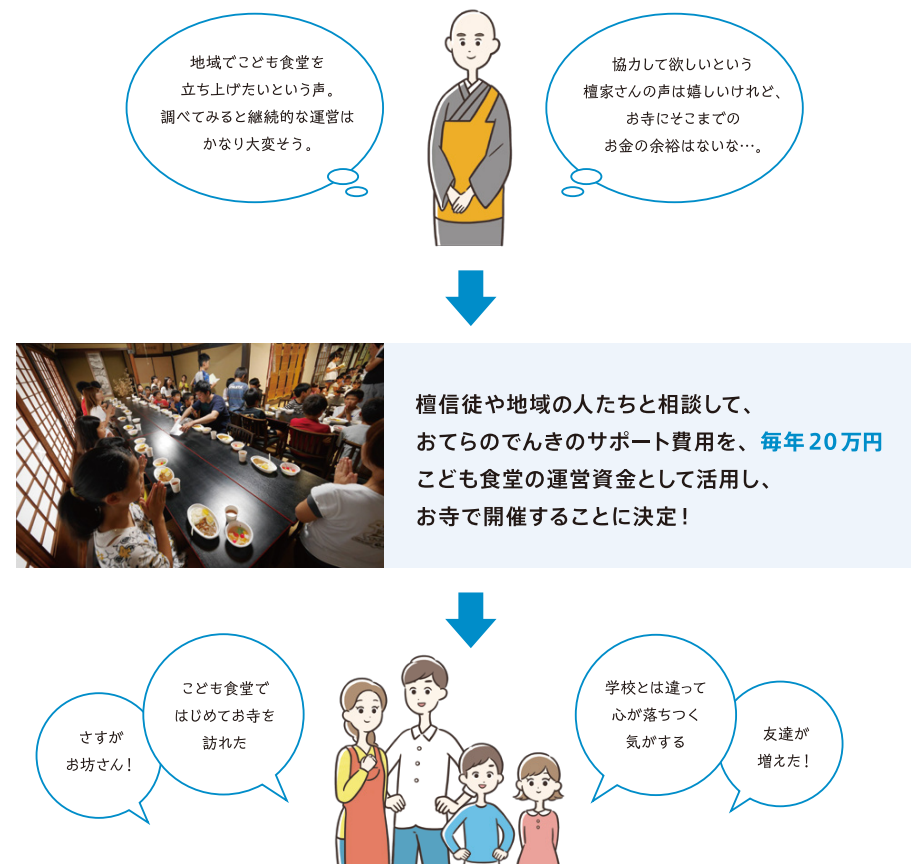 地域でこども食堂を
立ち上げたいという声。
調べてみると継続的な運営は
かなり大変そう。
協力して欲しいという
檀家さんの声は嬉しいけれど、
お寺にそこまでの
お金の余裕はないな…。
檀信徒や地域の人たちと相談して、
おてらのでんきのサポート費用を、毎年20万円
こども食堂の運営資金として活用し、
お寺で開催することに決定！
さすが
お坊さん！
こども食堂で
はじめてお寺を
訪れた
学校とは違って
心が落ちつく
気がする
友達が
増えた！